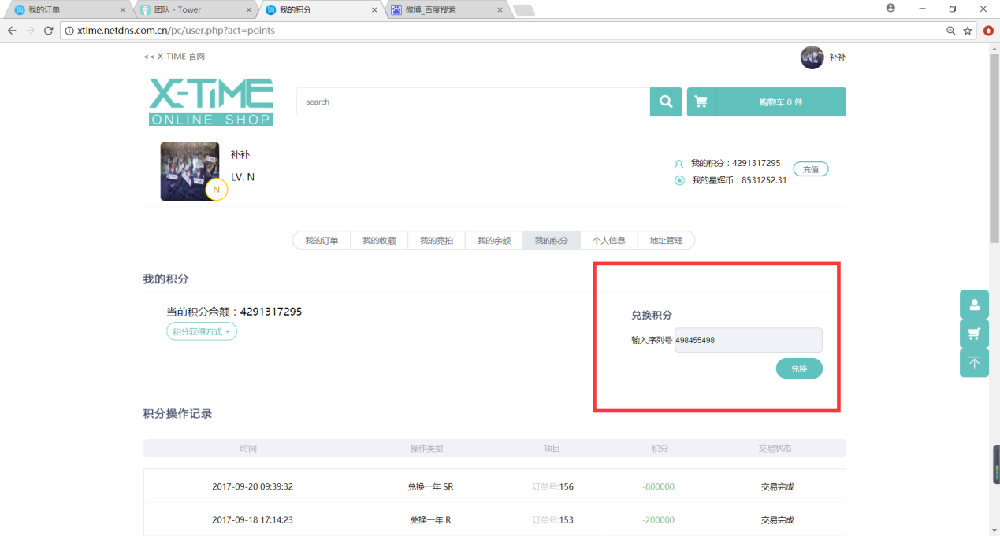 我的订单
团队 - Tower
我的积分
微博_百度搜索
xtime.netdns.com.cn/pc/user.php?act=points
<< X-TIME 官网
补补
X-TIME
ONLINE SHOP
search
购物车 0 件
补补
LV. N
N
我的积分：4291317295
我的星辉币：8531252.31
充值
我的订单
我的收藏
我的竞拍
我的余额
我的积分
个人信息
地址管理
我的积分
当前积分余额：4291317295
积分获得方式 +
兑换积分
输入序列号 498455498
兑换
积分操作记录
时间 操作类型 项目 积分 交易状态
2017-09-20 09:39:32 兑换一年 SR 订单号:156 -800000 交易完成
2017-09-18 17:14:23 兑换一年 R 订单号:153 -200000 交易完成